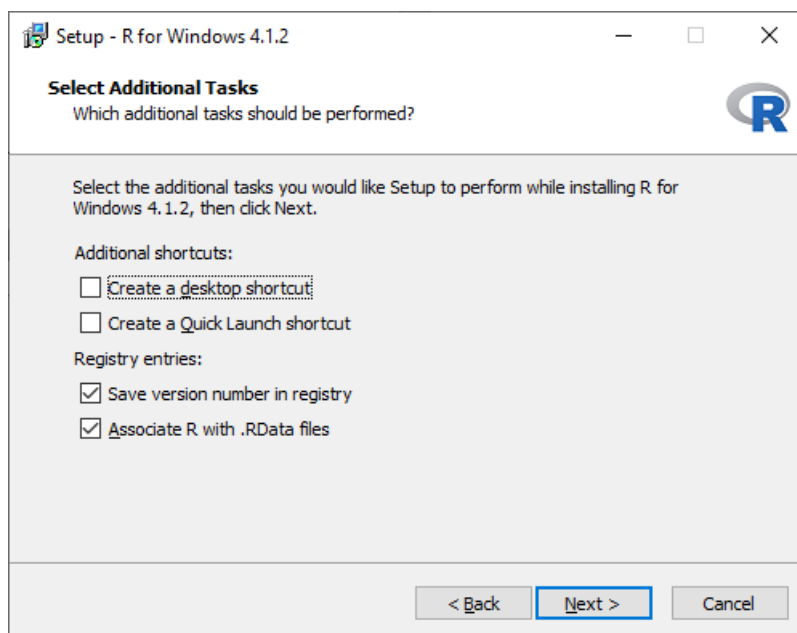 Setup - R for Windows 4.1.2
Select Additional Tasks
Which additional tasks should be performed?
R
Select the additional tasks you would like Setup to perform while installing R for
Windows 4.1.2, then click Next.
Additional shortcuts:
Create a desktop shortcut
Create a Quick Launch shortcut
Registry entries:
Save version number in registry
Associate R with .RData files
< Back
Next >
Cancel